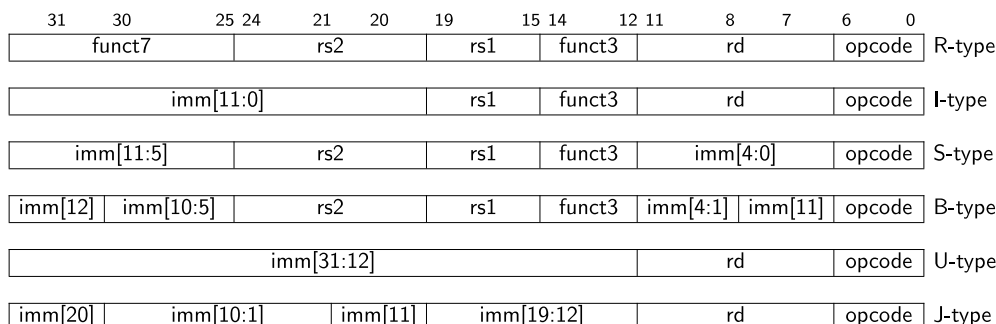 31 30 25 24 21 20 19 15 14 12 11 8 7 6 0
funct7 rs2 rs1 funct3 rd opcode R-type
imm[11:0] rs1 funct3 rd opcode I-type
imm[11:5] rs2 rs1 funct3 imm[4:0] opcode S-type
imm[12] imm[10:5] rs2 rs1 funct3 imm[4:1] imm[11] opcode B-type
imm[31:12] rd opcode U-type
imm[20] imm[10:1] imm[11] imm[19:12] rd opcode J-type